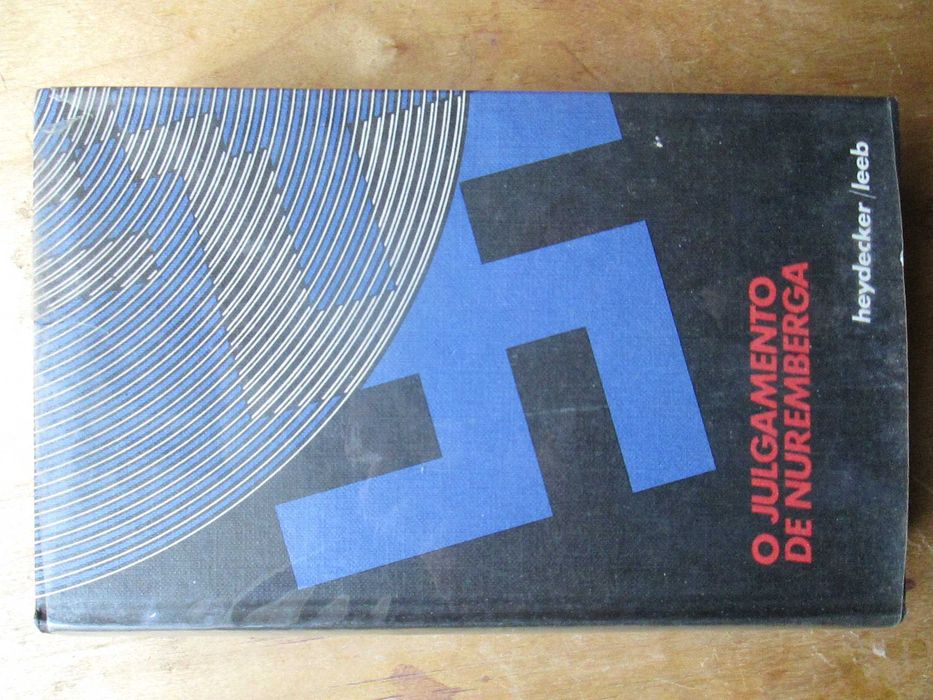 O JULGAMENTO
DE NUREMBERGA
heydecker/leeb